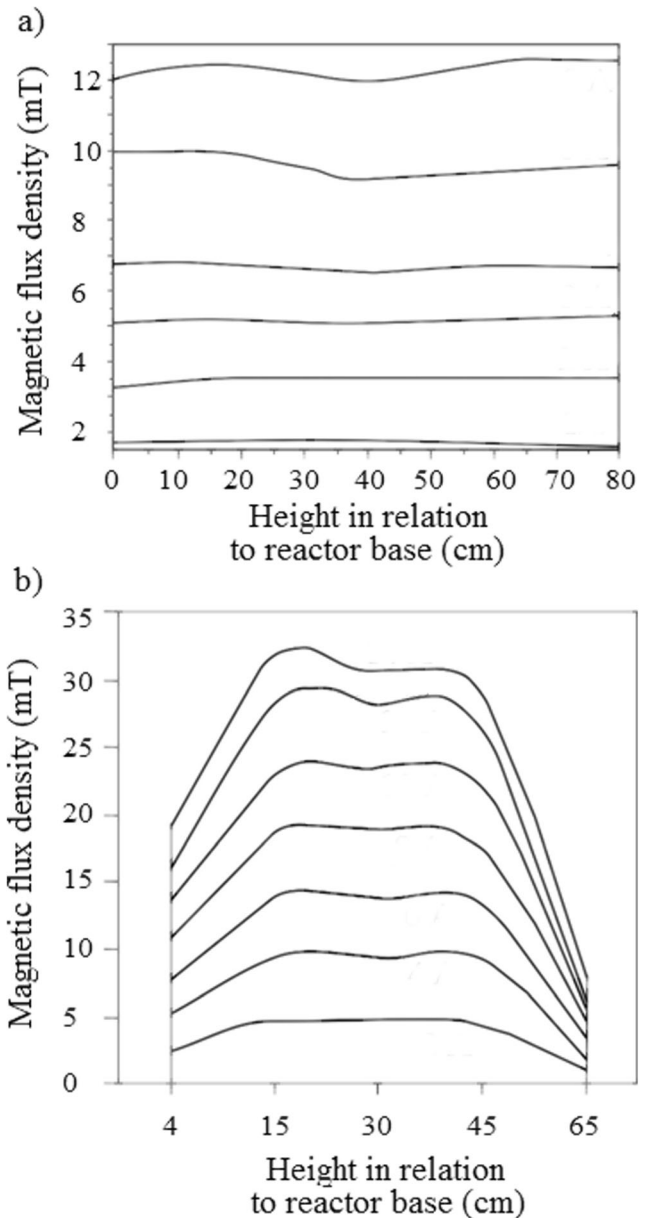 a)
Magnetic flux density (mT)
12
10
8
6
4
2
0 10 20 30 40 50 60 70 80
Height in relation
to reactor base (cm)
b)
Magnetic flux density (mT)
35
30
25
20
15
10
5
0
4 15 30 45 65
Height in relation
to reactor base (cm)